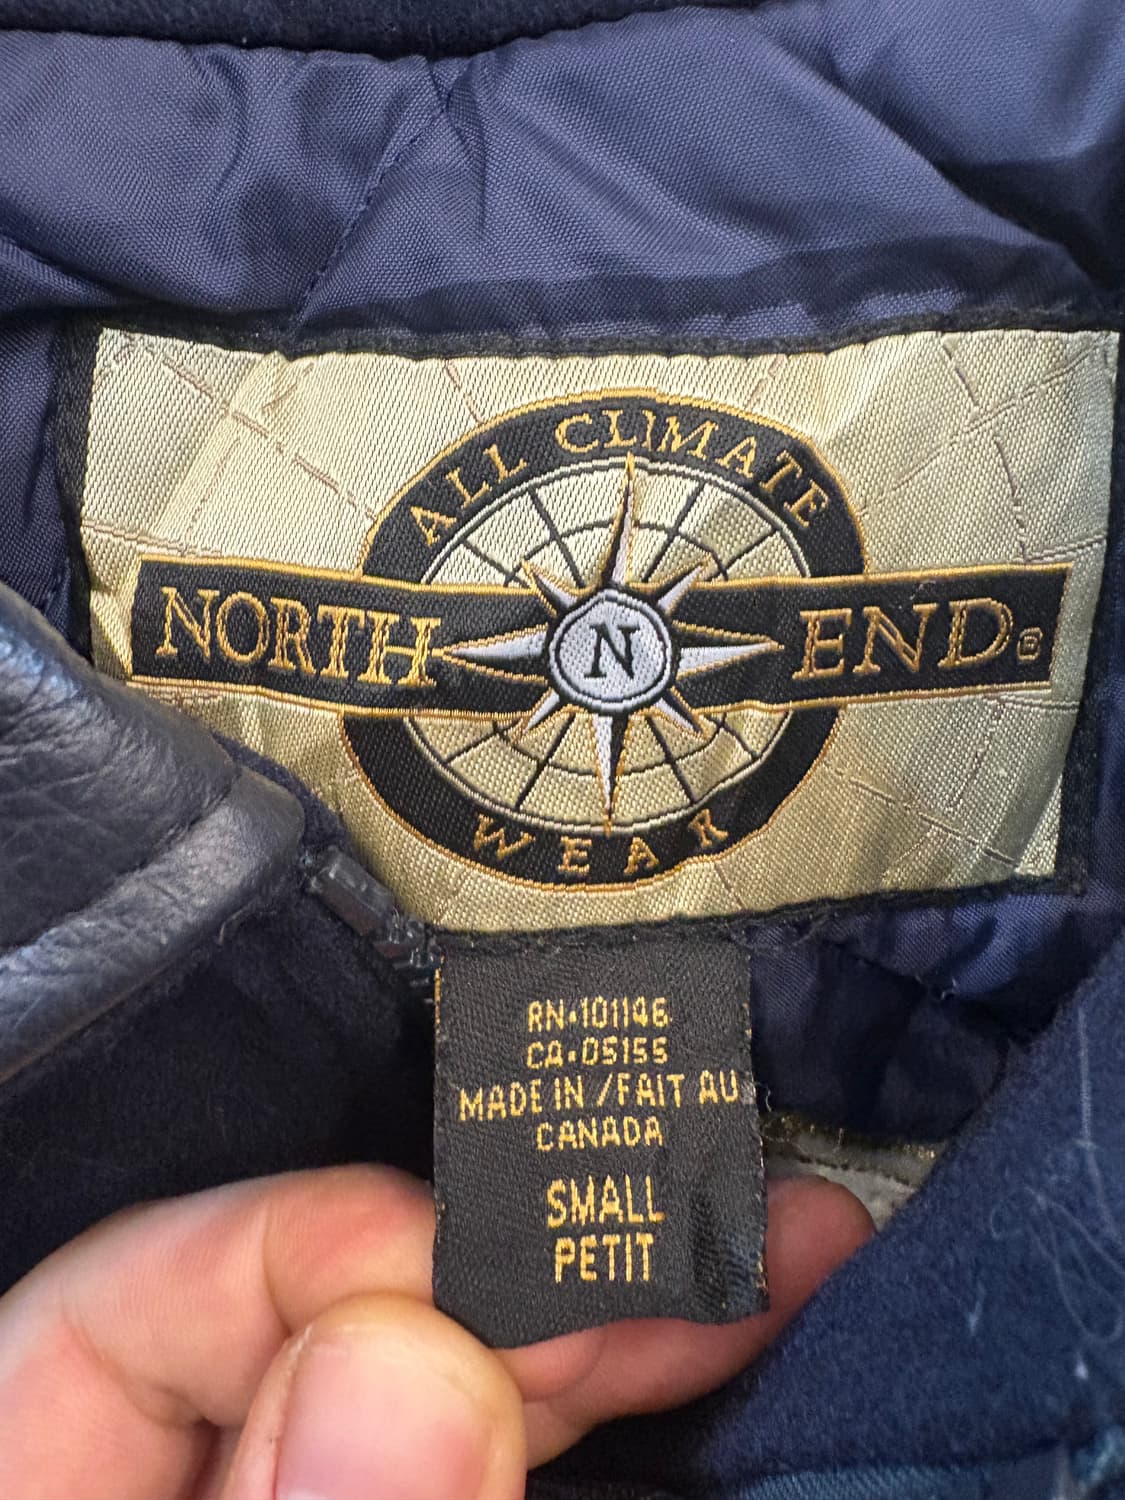 ALL CLIMATE
NORTH N END®
WEAR
RN•101146
CA•05155
MADE IN / FAIT AU
CANADA
SMALL
PETIT